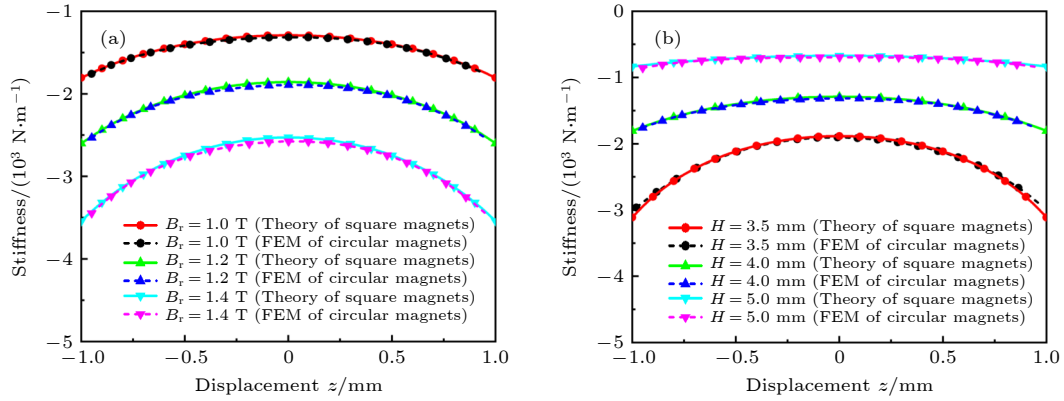 (a)
−1
−2
−3
−4
−5
Stiffness/(10³ N·m⁻¹)
B_r = 1.0 T (Theory of square magnets)
B_r = 1.0 T (FEM of circular magnets)
B_r = 1.2 T (Theory of square magnets)
B_r = 1.2 T (FEM of circular magnets)
B_r = 1.4 T (Theory of square magnets)
B_r = 1.4 T (FEM of circular magnets)
−1.0 −0.5 0 0.5 1.0
Displacement z/mm
(b)
0
−1
−2
−3
−4
−5
Stiffness/(10³ N·m⁻¹)
H = 3.5 mm (Theory of square magnets)
H = 3.5 mm (FEM of circular magnets)
H = 4.0 mm (Theory of square magnets)
H = 4.0 mm (FEM of circular magnets)
H = 5.0 mm (Theory of square magnets)
H = 5.0 mm (FEM of circular magnets)
−1.0 −0.5 0 0.5 1.0
Displacement z/mm